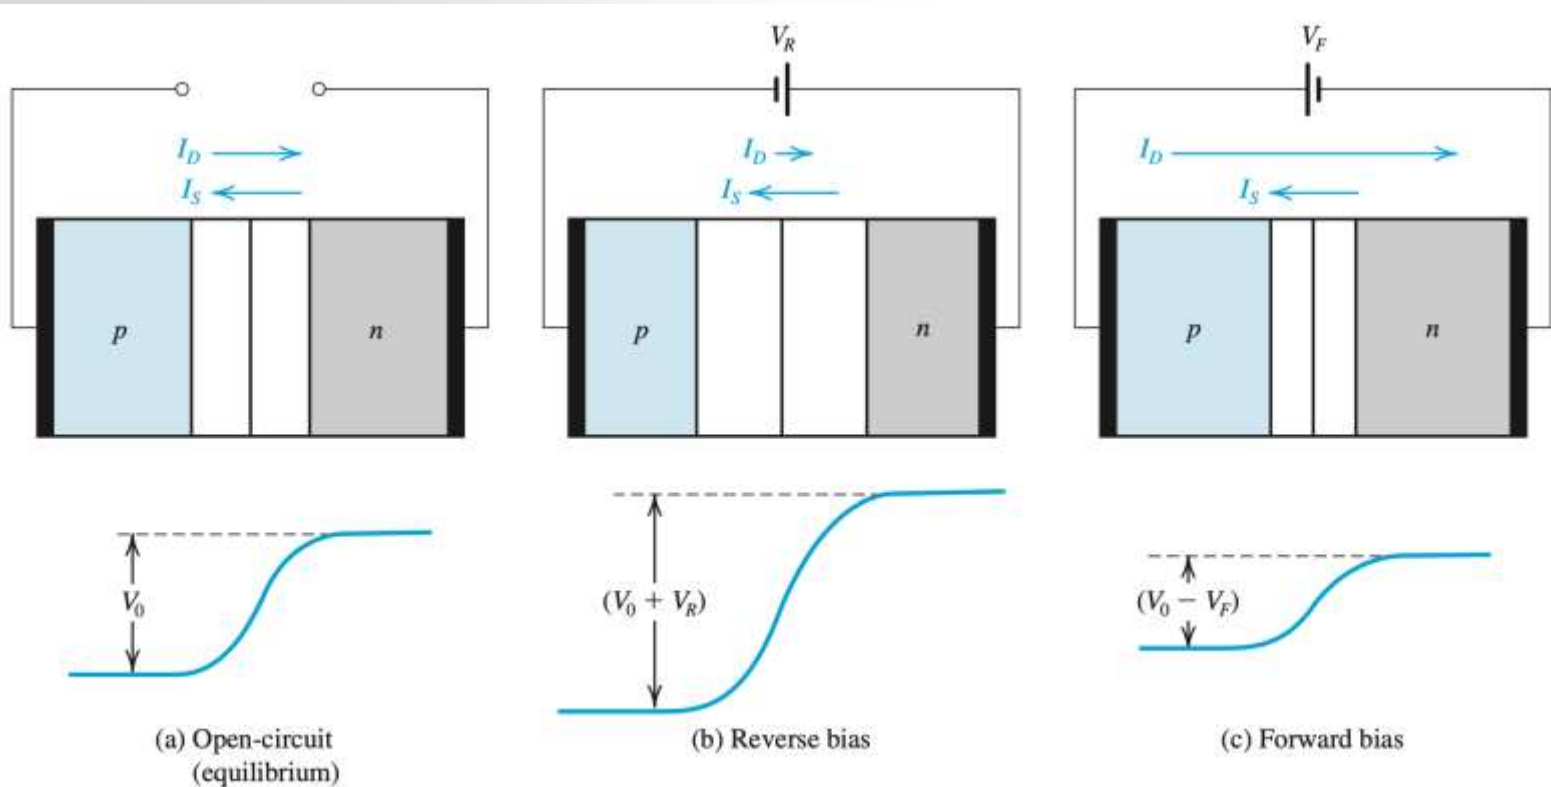 V_R
V_F
I_D
I_S
p
n
I_D
I_S
p
n
I_D
I_S
p
n
V_0
(V_0 + V_R)
(V_0 − V_F)
(a) Open-circuit
(equilibrium)
(b) Reverse bias
(c) Forward bias